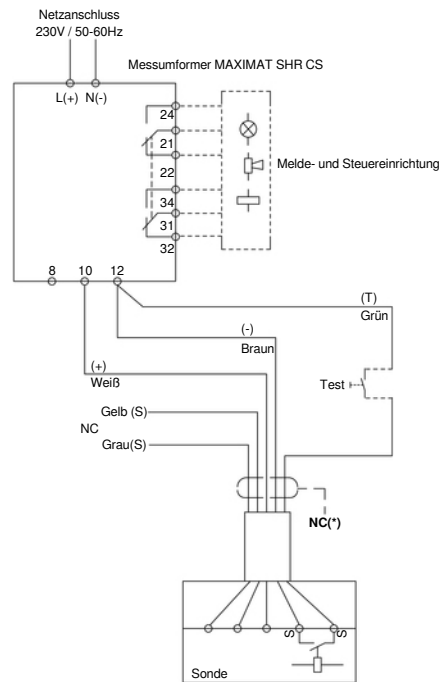 Netzanschluss
230V / 50-60Hz
Messumformer MAXIMAT SHR CS
L(+) N(-)
24
21
22
34
31
32
Melde- und Steuereinrichtung
8 10 12
(T)
Grün
(-)
Braun
(+)
Weiß
Test
Gelb (S)
NC
Grau(S)
NC(*)
S S
Sonde